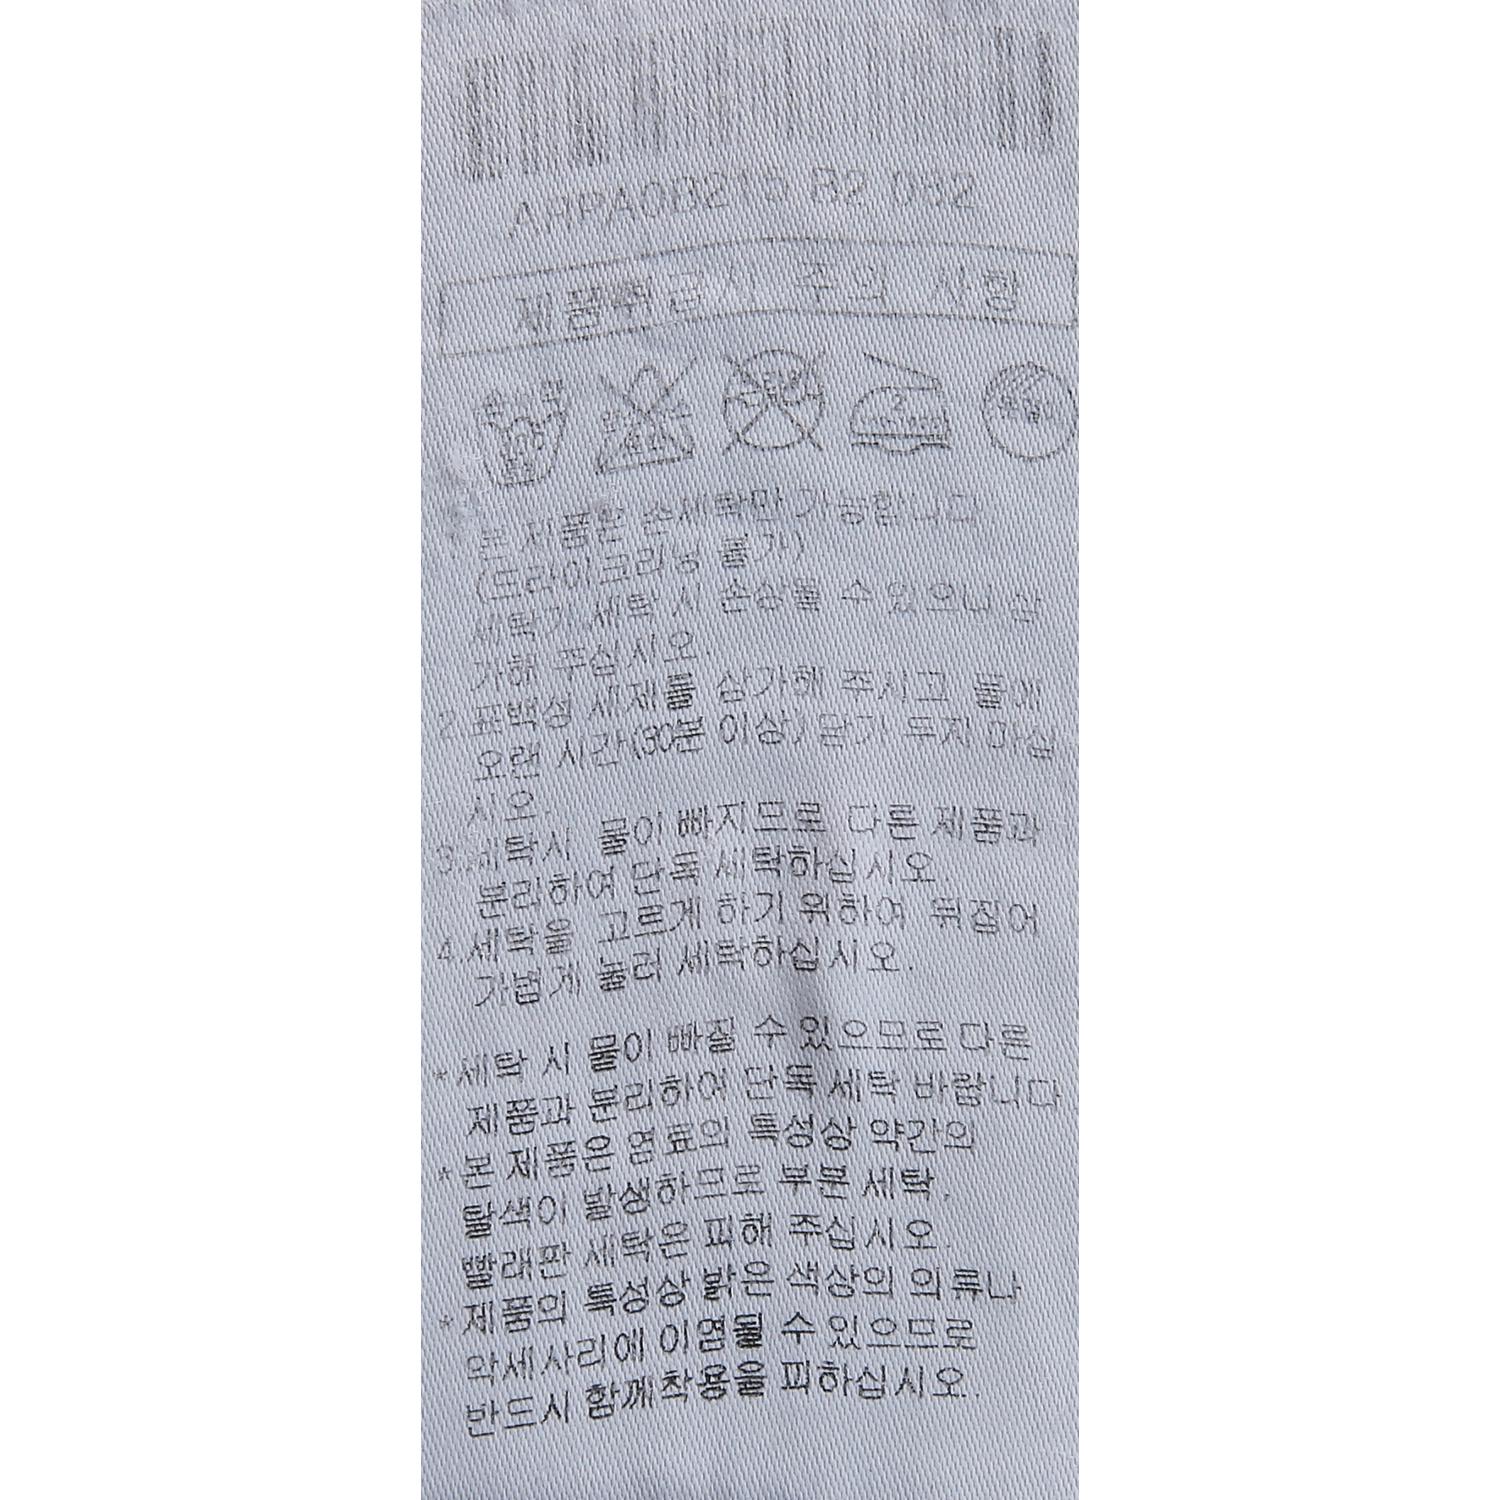 제품취급시 주의 사항
본 제품은 손세탁만 가능합니다
(드라이크리닝 불가)
세탁기 세탁 시 손상될 수 있으니 삼
가해 주십시오.
2.표백성 세제를 삼가해 주시고 물에
오랜 시간(30분 이상) 담가 두지 마십
시오.
3.세탁시 물이 빠지므로 다른 제품과
분리하여 단독 세탁하십시오.
4.세탁을 고르게 하기 위하여 뒤집어
가볍게 눌러 세탁하십시오.
*세탁 시 물이 빠질 수 있으므로 다른
제품과 분리하여 단독 세탁 바랍니다.
*본 제품은 염료의 특성상 약간의
탈색이 발생하므로 부분 세탁,
빨래판 세탁은 피해 주십시오.
*제품의 특성상 밝은 색상의 의류나
악세사리에 이염될 수 있으므로
반드시 함께착용을 피하십시오.